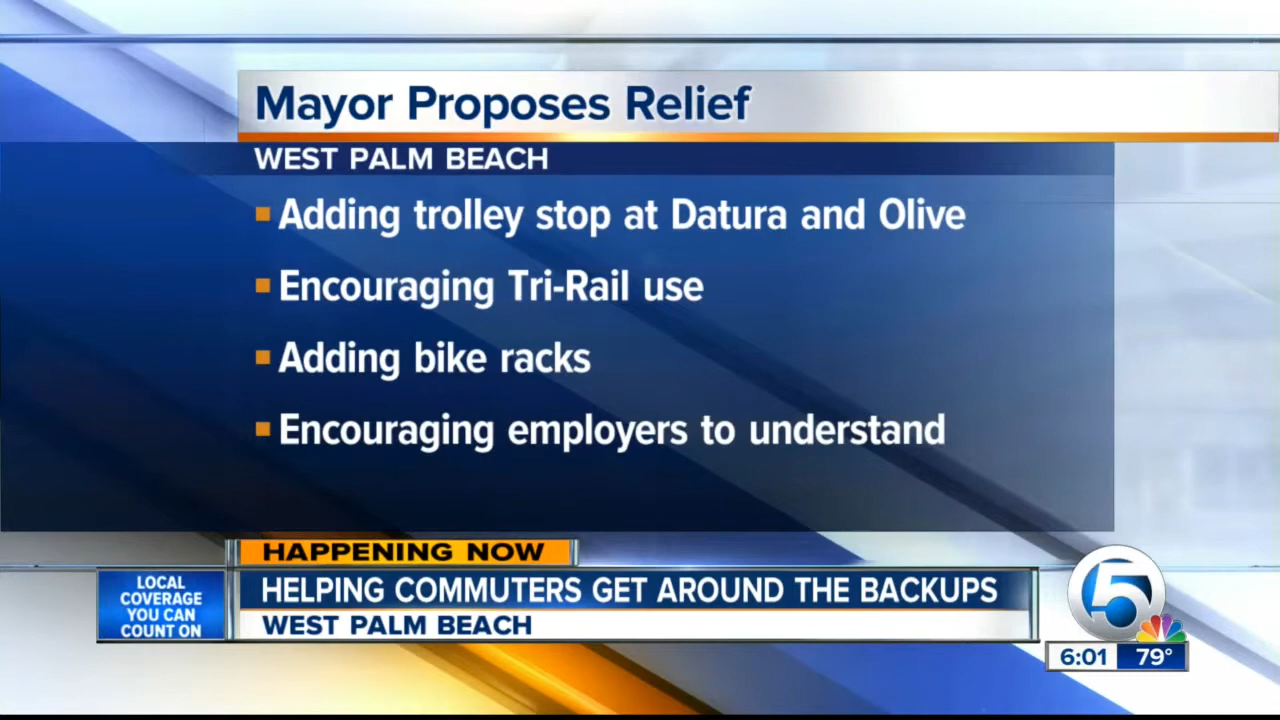 Mayor Proposes Relief
WEST PALM BEACH
Adding trolley stop at Datura and Olive
Encouraging Tri-Rail use
Adding bike racks
Encouraging employers to understand
HAPPENING NOW
LOCAL
COVERAGE
YOU CAN
COUNT ON
HELPING COMMUTERS GET AROUND THE BACKUPS
WEST PALM BEACH
5
6:01 79°